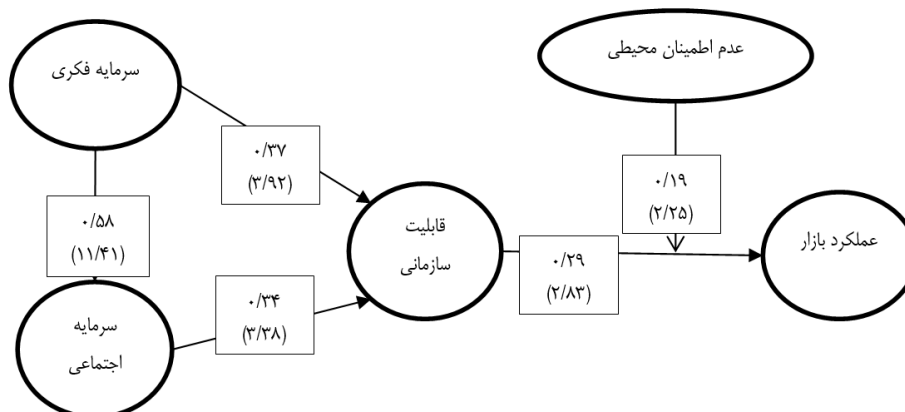 سرمایه فکری
عدم اطمینان محیطی
۰/۳۷
(۳/۹۲)
۰/۱۹
(۲/۲۵)
۰/۵۸
(۱۱/۴۱)
قابلیت
سازمانی
عملکرد بازار
۰/۲۹
(۲/۸۳)
۰/۳۴
(۳/۳۸)
سرمایه
اجتماعی